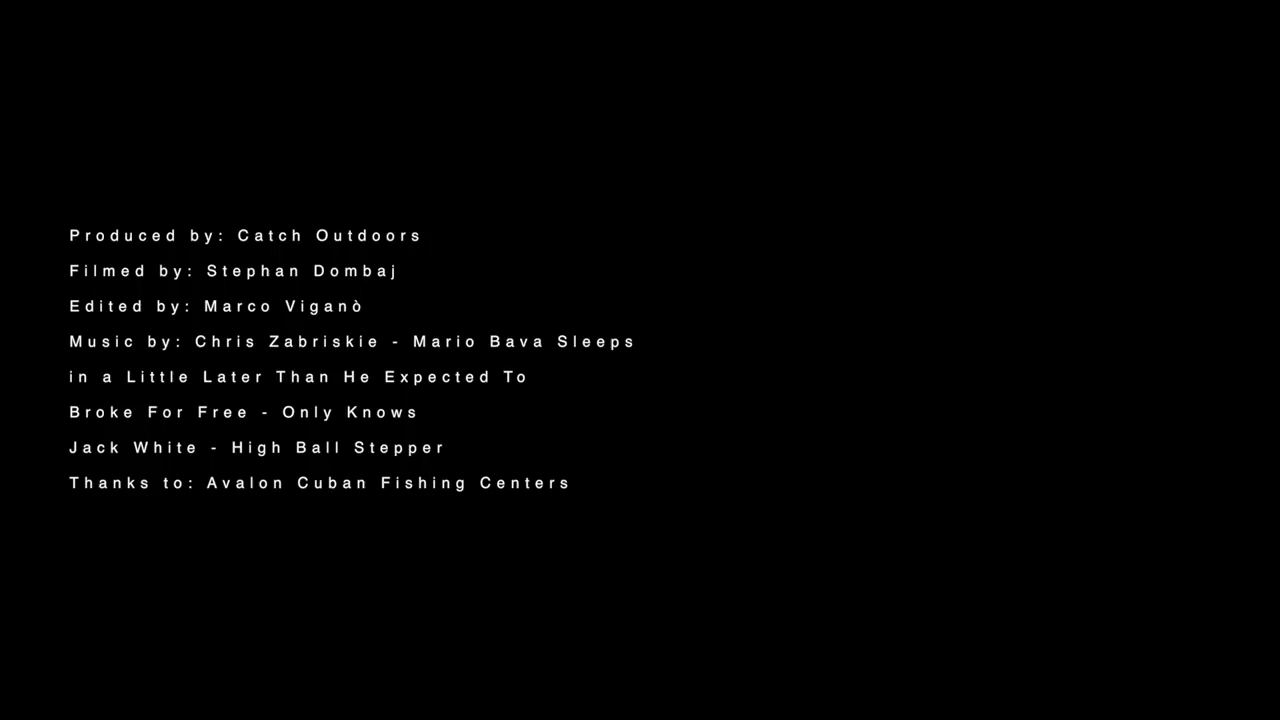 Produced by: Catch Outdoors
Filmed by: Stephan Dombaj
Edited by: Marco Viganò
Music by: Chris Zabriskie - Mario Bava Sleeps
in a Little Later Than He Expected To
Broke For Free - Only Knows
Jack White - High Ball Stepper
Thanks to: Avalon Cuban Fishing Centers